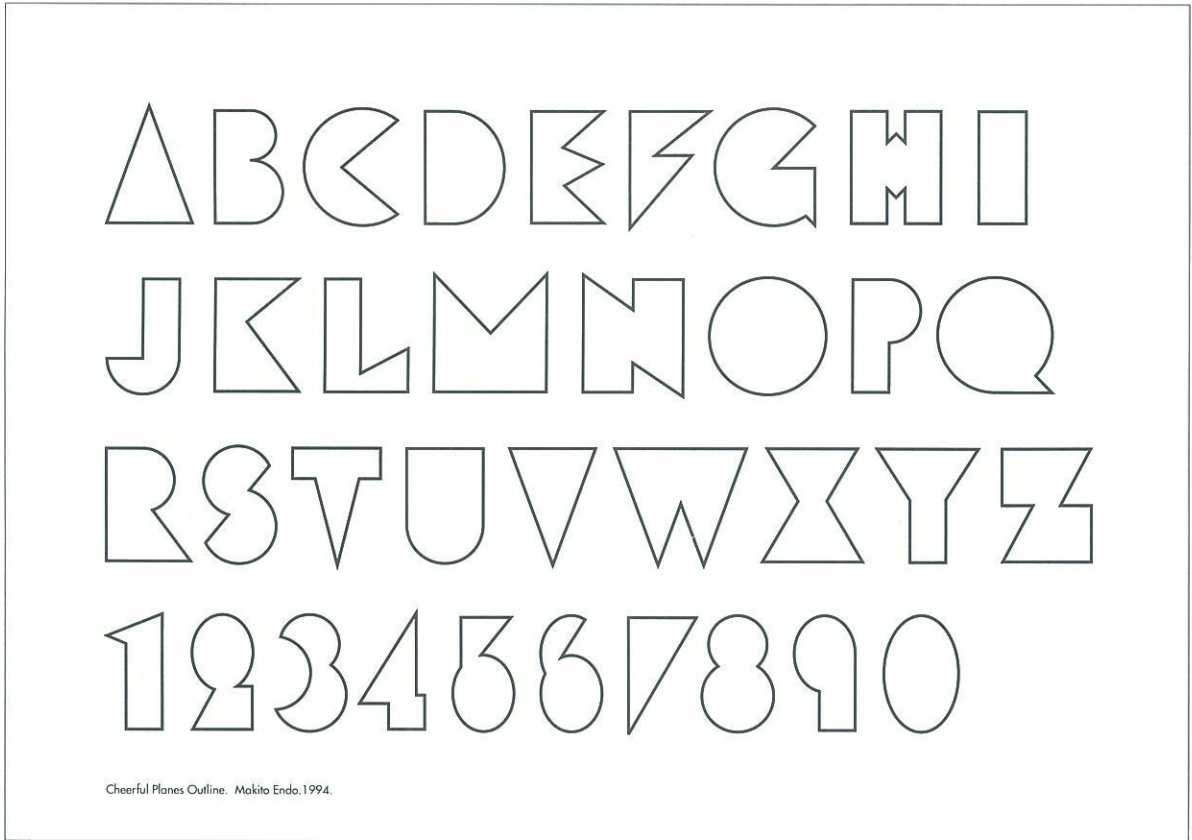 ABCDEFGHI
JKLMNOPQ
RSTUVWXYZ
1234567890
Cheerful Planes Outline. Makito Endo.1994.